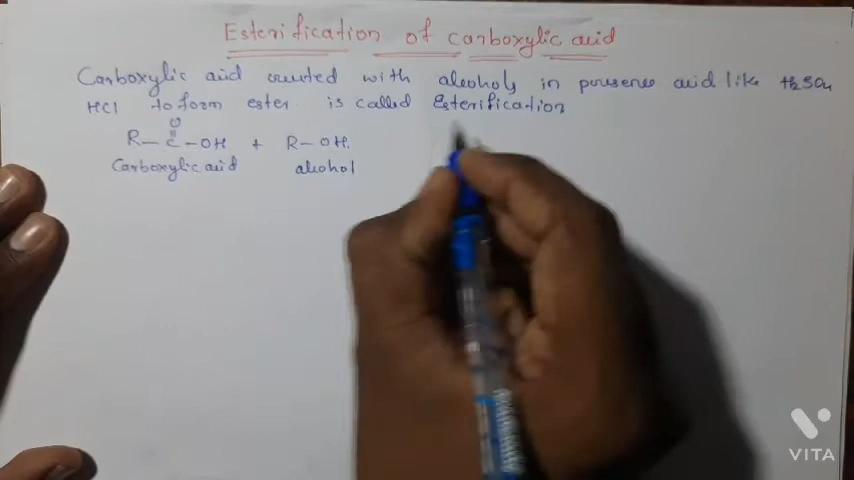 Esterification of carboxylic acid
Carboxylic acid reacted with alcohols in presence acid like H2SO4
HCl to form ester is called Esterification
O
R-C-OH + R-OH
Carboxylic acid alcohol
VITA